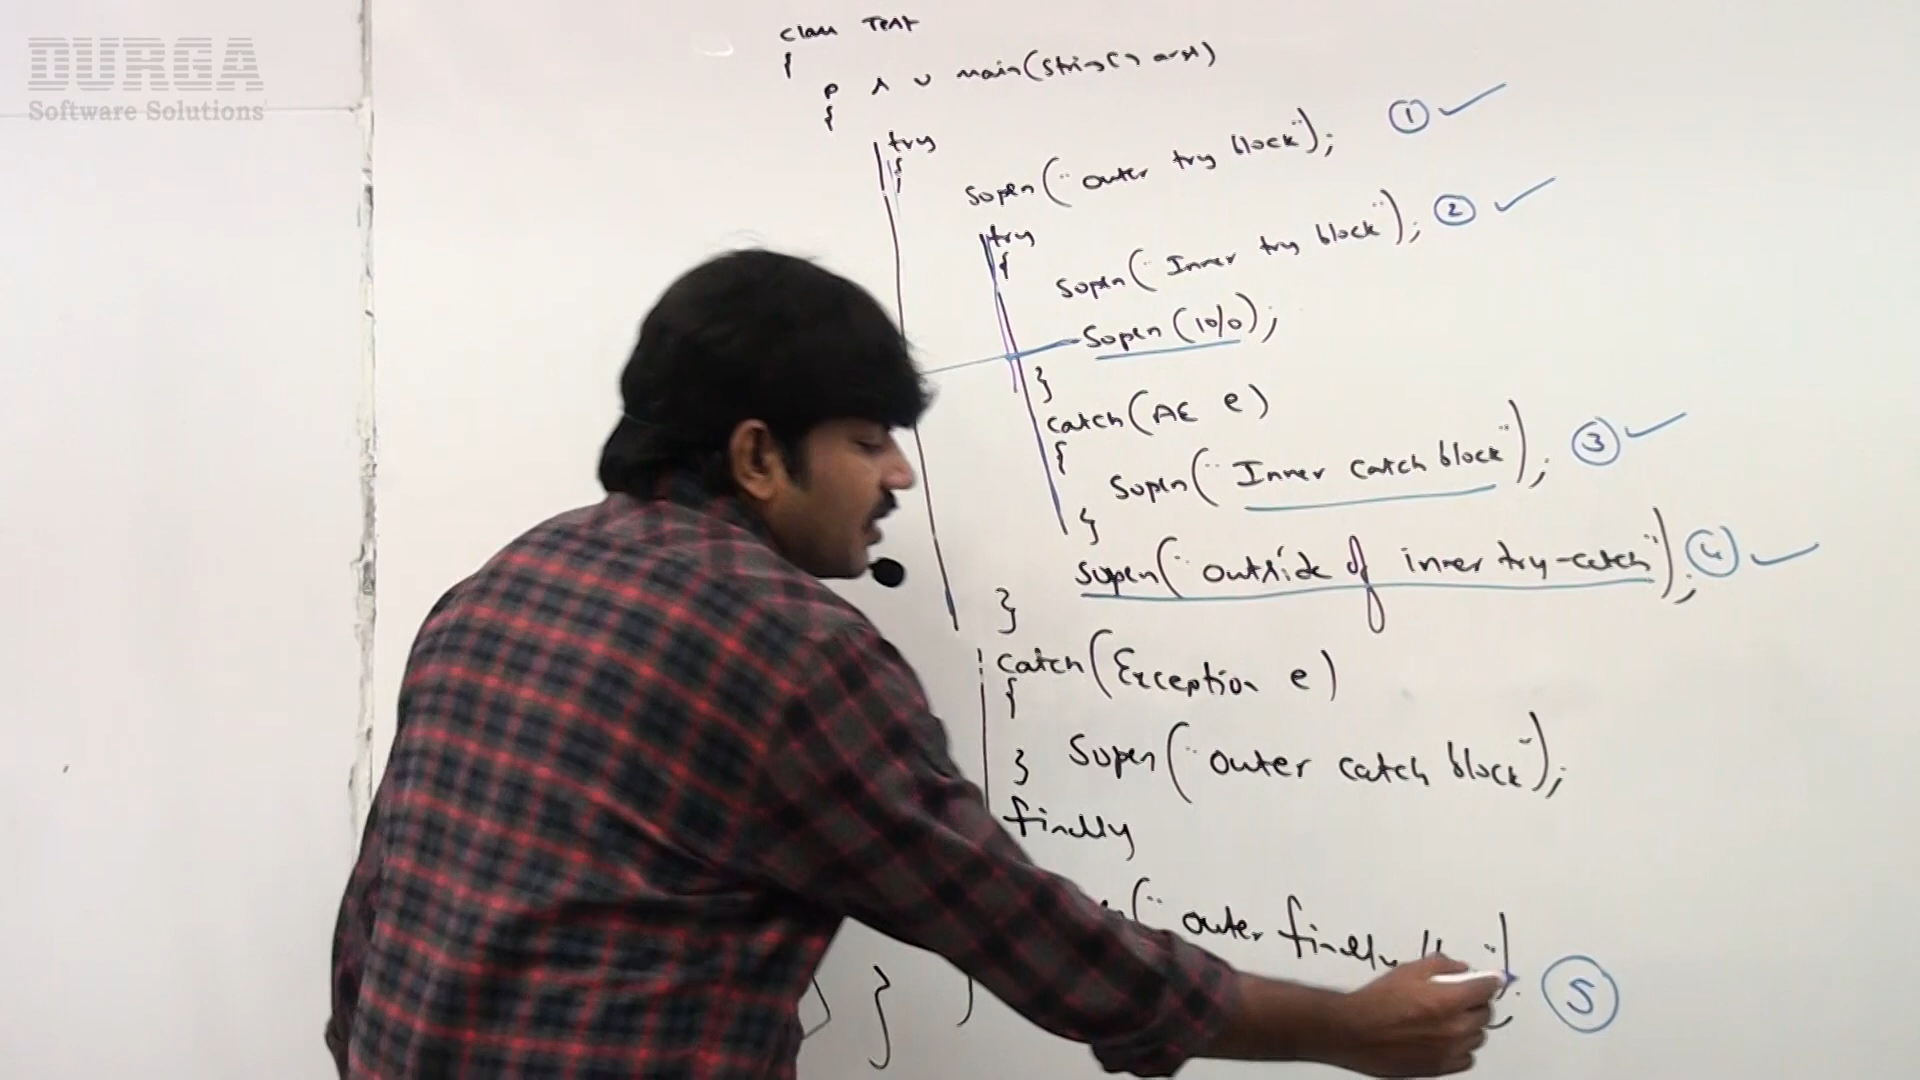 DURGA
Software Solutions
class Test
{
P S V main(String[] args)
{
try
{
Sopln("outer try block"); ①
try
{
Sopln("Inner try block"); ②
Sopln(10/0);
}
catch(AE e)
{
Sopln("Inner catch block"); ③
}
Sopln("outside of inner try-catch"); ④
}
catch(Exception e)
{
} Sopln("outer catch block");
finally
("outer finally ⑤
}